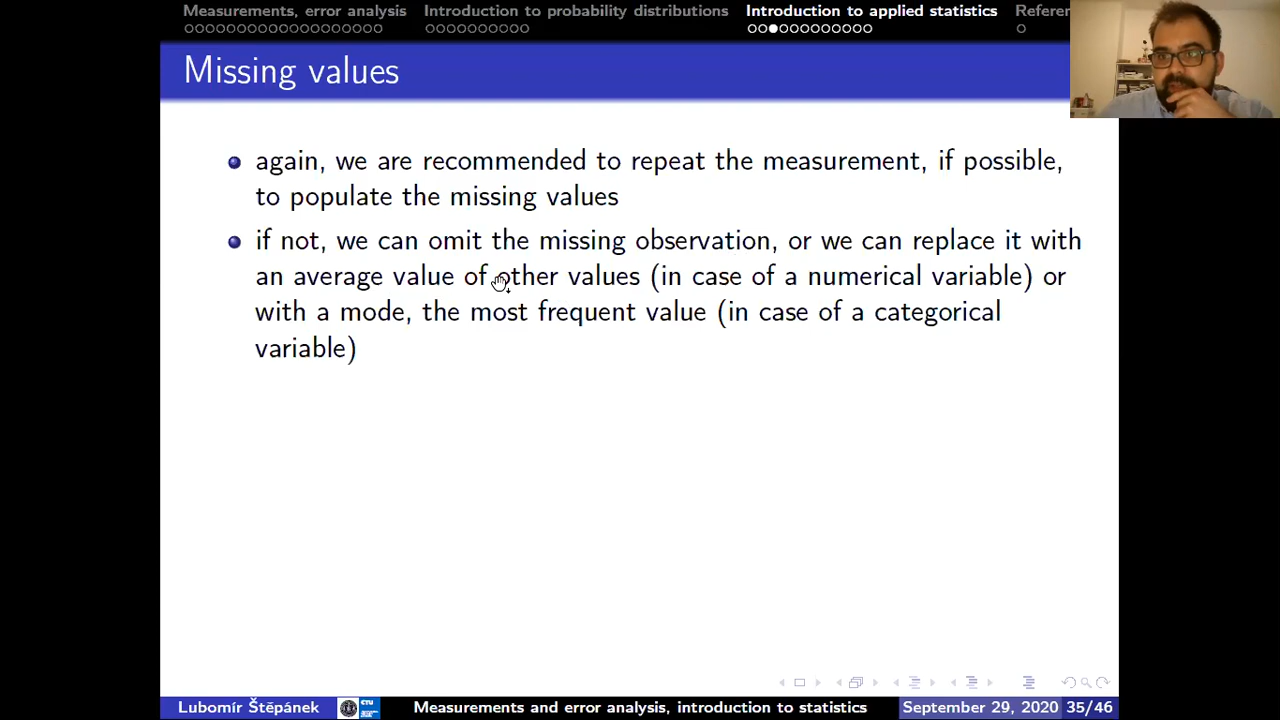 Measurements, error analysis Introduction to probability distributions Introduction to applied statistics Refer
Missing values
again, we are recommended to repeat the measurement, if possible,
to populate the missing values
if not, we can omit the missing observation, or we can replace it with
an average value of other values (in case of a numerical variable) or
with a mode, the most frequent value (in case of a categorical
variable)
Lubomír Štěpánek CTU Measurements and error analysis, introduction to statistics September 29, 2020 35/46